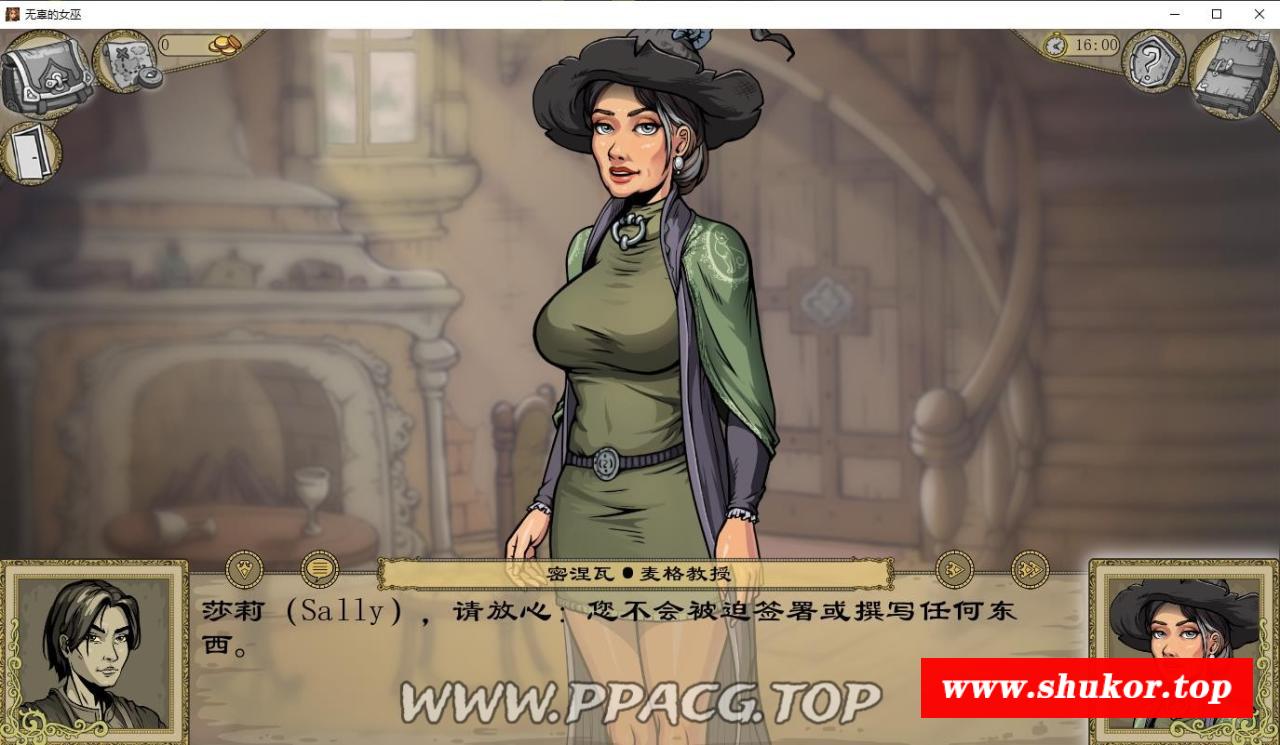 无辜的女巫
0
16:00
密涅瓦●麦格教授
莎莉（Sally），请放心：您不会被迫签署或撰写任何东
西。
WWW.PPACG.TOP
www.shukor.top